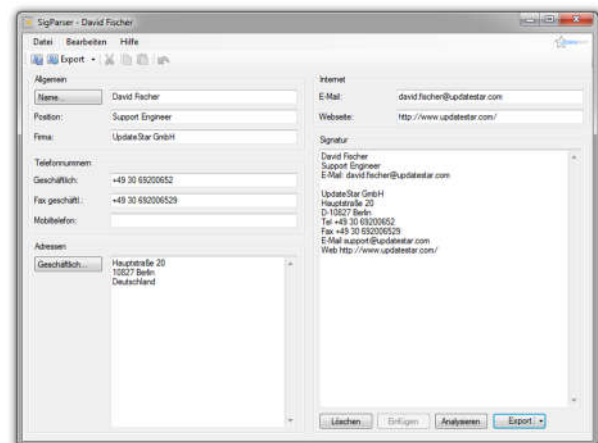 SigParser - David Fischer
Datei Bearbeiten Hilfe
Export
Allgemein
Name... David Fischer
Position: Support Engineer
Firma: UpdateStar GmbH
Telefonnummern
Geschäftlich: +49 30 69200652
Fax geschäftl.: +49 30 692006529
Mobiltelefon:
Adressen
Geschäftlich... Hauptstraße 20
10827 Berlin
Deutschland
Internet
E-Mail: david.fischer@updatestar.com
Webseite: http://www.updatestar.com/
Signatur
David Fischer
Support Engineer
E-Mail: david.fischer@updatestar.com
UpdateStar GmbH
Hauptstraße 20
D-10827 Berlin
Tel +49 30 69200652
Fax +49 30 692006529
E-Mail support@updatestar.com
Web http://www.updatestar.com/
Löschen Einfügen Analysieren Export